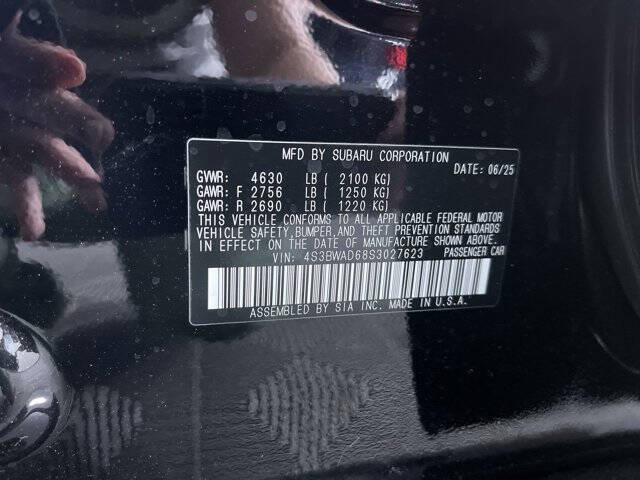 MFD BY SUBARU CORPORATION
DATE: 06/25
GVWR: 4630 LB ( 2100 KG)
GAWR: F 2756 LB ( 1250 KG)
GAWR: R 2690 LB ( 1220 KG)
THIS VEHICLE CONFORMS TO ALL APPLICABLE FEDERAL MOTOR
VEHICLE SAFETY, BUMPER, AND THEFT PREVENTION STANDARDS
IN EFFECT ON THE DATE OF MANUFACTURE SHOWN ABOVE.
VIN: 4S3BWAD68S3027623 PASSENGER CAR
ASSEMBLED BY SIA INC. MADE IN U.S.A.